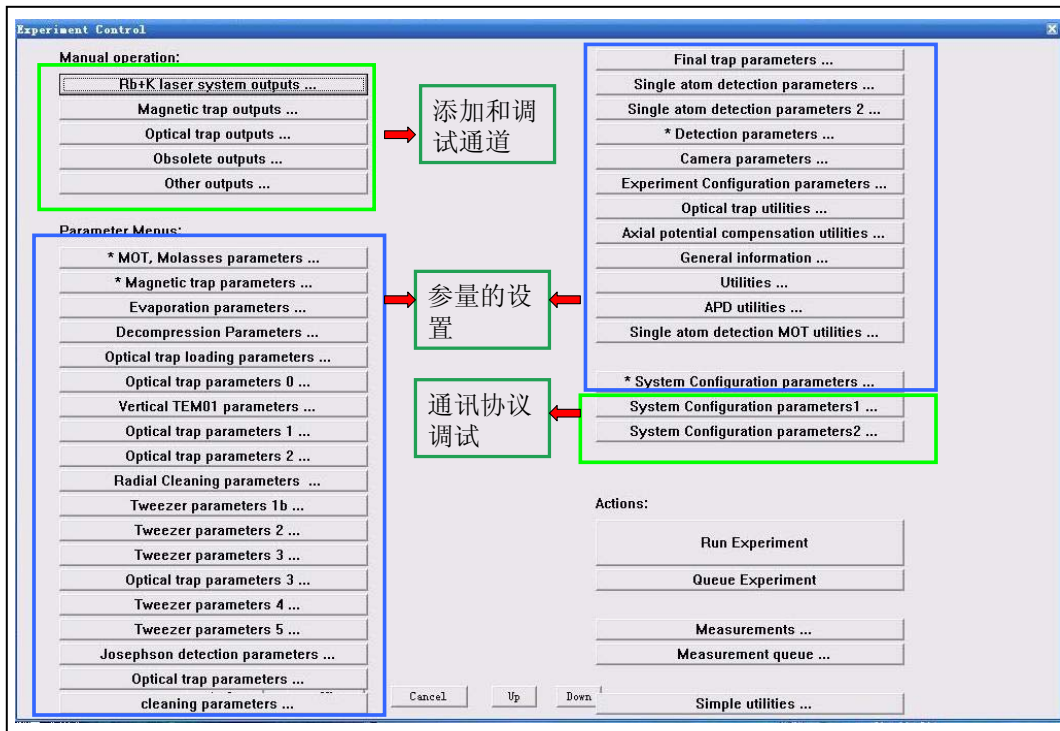 Experiment Control
Manual operation:
Rb+K laser system outputs ...
Magnetic trap outputs ...
Optical trap outputs ...
Obsolete outputs ...
Other outputs ...
Parameter Menus:
* MOT, Molasses parameters ...
* Magnetic trap parameters ...
Evaporation parameters ...
Decompression Parameters ...
Optical trap loading parameters ...
Optical trap parameters 0 ...
Vertical TEM01 parameters ...
Optical trap parameters 1 ...
Optical trap parameters 2 ...
Radial Cleaning parameters ...
Tweezer parameters 1b ...
Tweezer parameters 2 ...
Tweezer parameters 3 ...
Optical trap parameters 3 ...
Tweezer parameters 4 ...
Tweezer parameters 5 ...
Josephson detection parameters ...
Optical trap parameters ...
cleaning parameters ...
添加和调
试通道
参量的设
置
通讯协议
调试
Cancel
Up
Down
Final trap parameters ...
Single atom detection parameters ...
Single atom detection parameters 2 ...
* Detection parameters ...
Camera parameters ...
Experiment Configuration parameters ...
Optical trap utilities ...
Axial potential compensation utilities ...
General information ...
Utilities ...
APD utilities ...
Single atom detection MOT utilities ...
* System Configuration parameters ...
System Configuration parameters1 ...
System Configuration parameters2 ...
Actions:
Run Experiment
Queue Experiment
Measurements ...
Measurement queue ...
Simple utilities ...